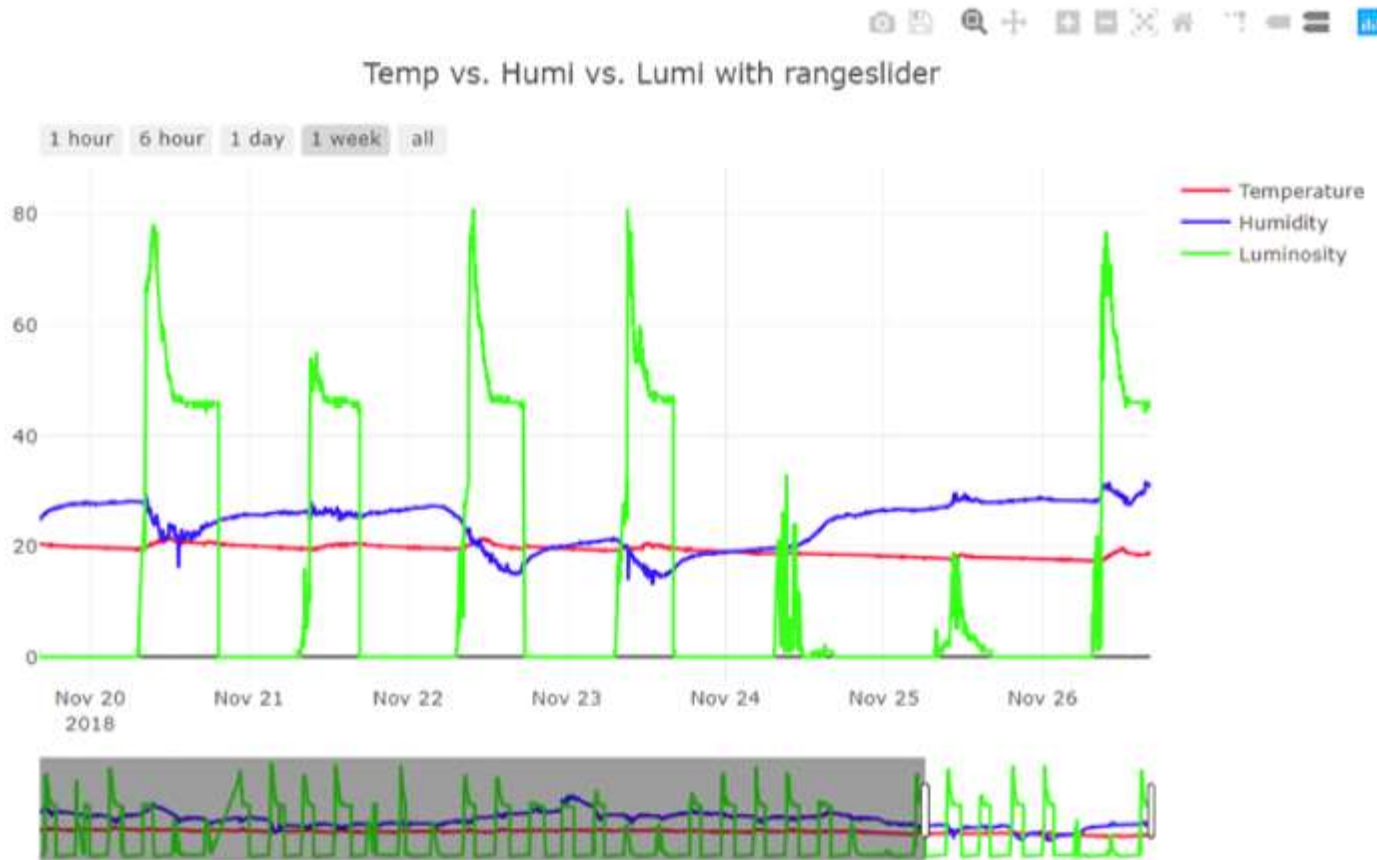 Temp vs. Humi vs. Lumi with rangeslider
1 hour 6 hour 1 day 1 week all
Temperature
Humidity
Luminosity
80
60
40
20
0
Nov 20 Nov 21 Nov 22 Nov 23 Nov 24 Nov 25 Nov 26
2018